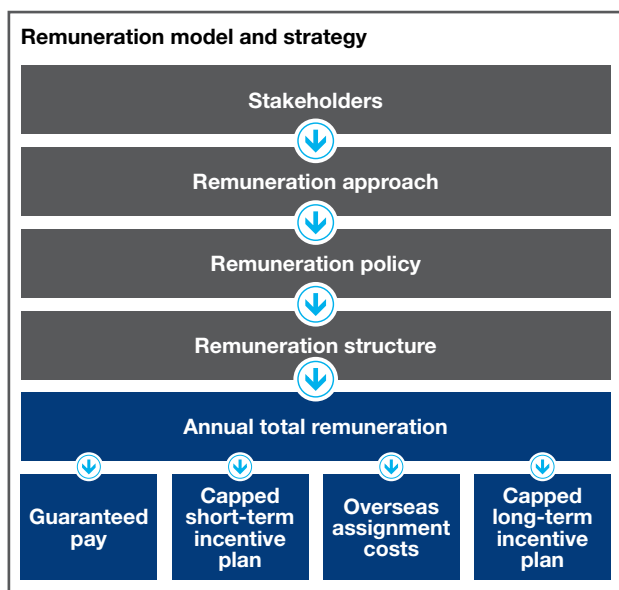 Remuneration model and strategy
Stakeholders
Remuneration approach
Remuneration policy
Remuneration structure
Annual total remuneration
Guaranteed
pay
Capped
short-term
incentive
plan
Overseas
assignment
costs
Capped
long-term
incentive
plan